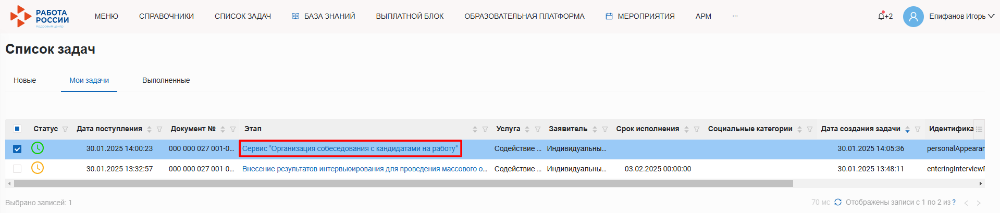 РАБОТА РОССИИ Кадровый центр МЕНЮ СПРАВОЧНИКИ СПИСОК ЗАДАЧ БАЗА ЗНАНИЙ ВЫПЛАТНОЙ БЛОК ОБРАЗОВАТЕЛЬНАЯ ПЛАТФОРМА МЕРОПРИЯТИЯ АРМ ... +2 Епифанов Игорь
Список задач
Новые Мои задачи Выполненные
Статус Дата поступления Документ № Этап Услуга Заявитель Срок исполнения Социальные категории Дата создания задачи Идентифика
30.01.2025 14:00:23 000 000 027 001-0... Сервис "Организация собеседования с кандидатами на работу" Содействие ... Индивидуальны... 30.01.2025 14:05:36 personalAppearan
30.01.2025 13:32:57 000 000 027 001-0... Внесение результатов интервьюирования для проведения массового о... Содействие ... Индивидуальны... 03.02.2025 00:00:00 30.01.2025 13:48:11 enteringInterviewR
Выбрано записей: 1 70 мс Отображены записи с 1 по 2 из ?